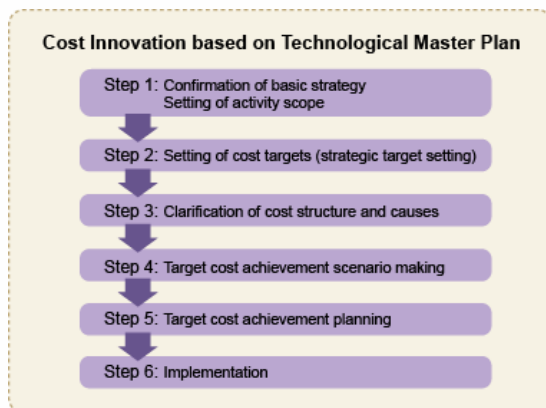 Cost Innovation based on Technological Master Plan
Step 1: Confirmation of basic strategy
Setting of activity scope
Step 2: Setting of cost targets (strategic target setting)
Step 3: Clarification of cost structure and causes
Step 4: Target cost achievement scenario making
Step 5: Target cost achievement planning
Step 6: Implementation